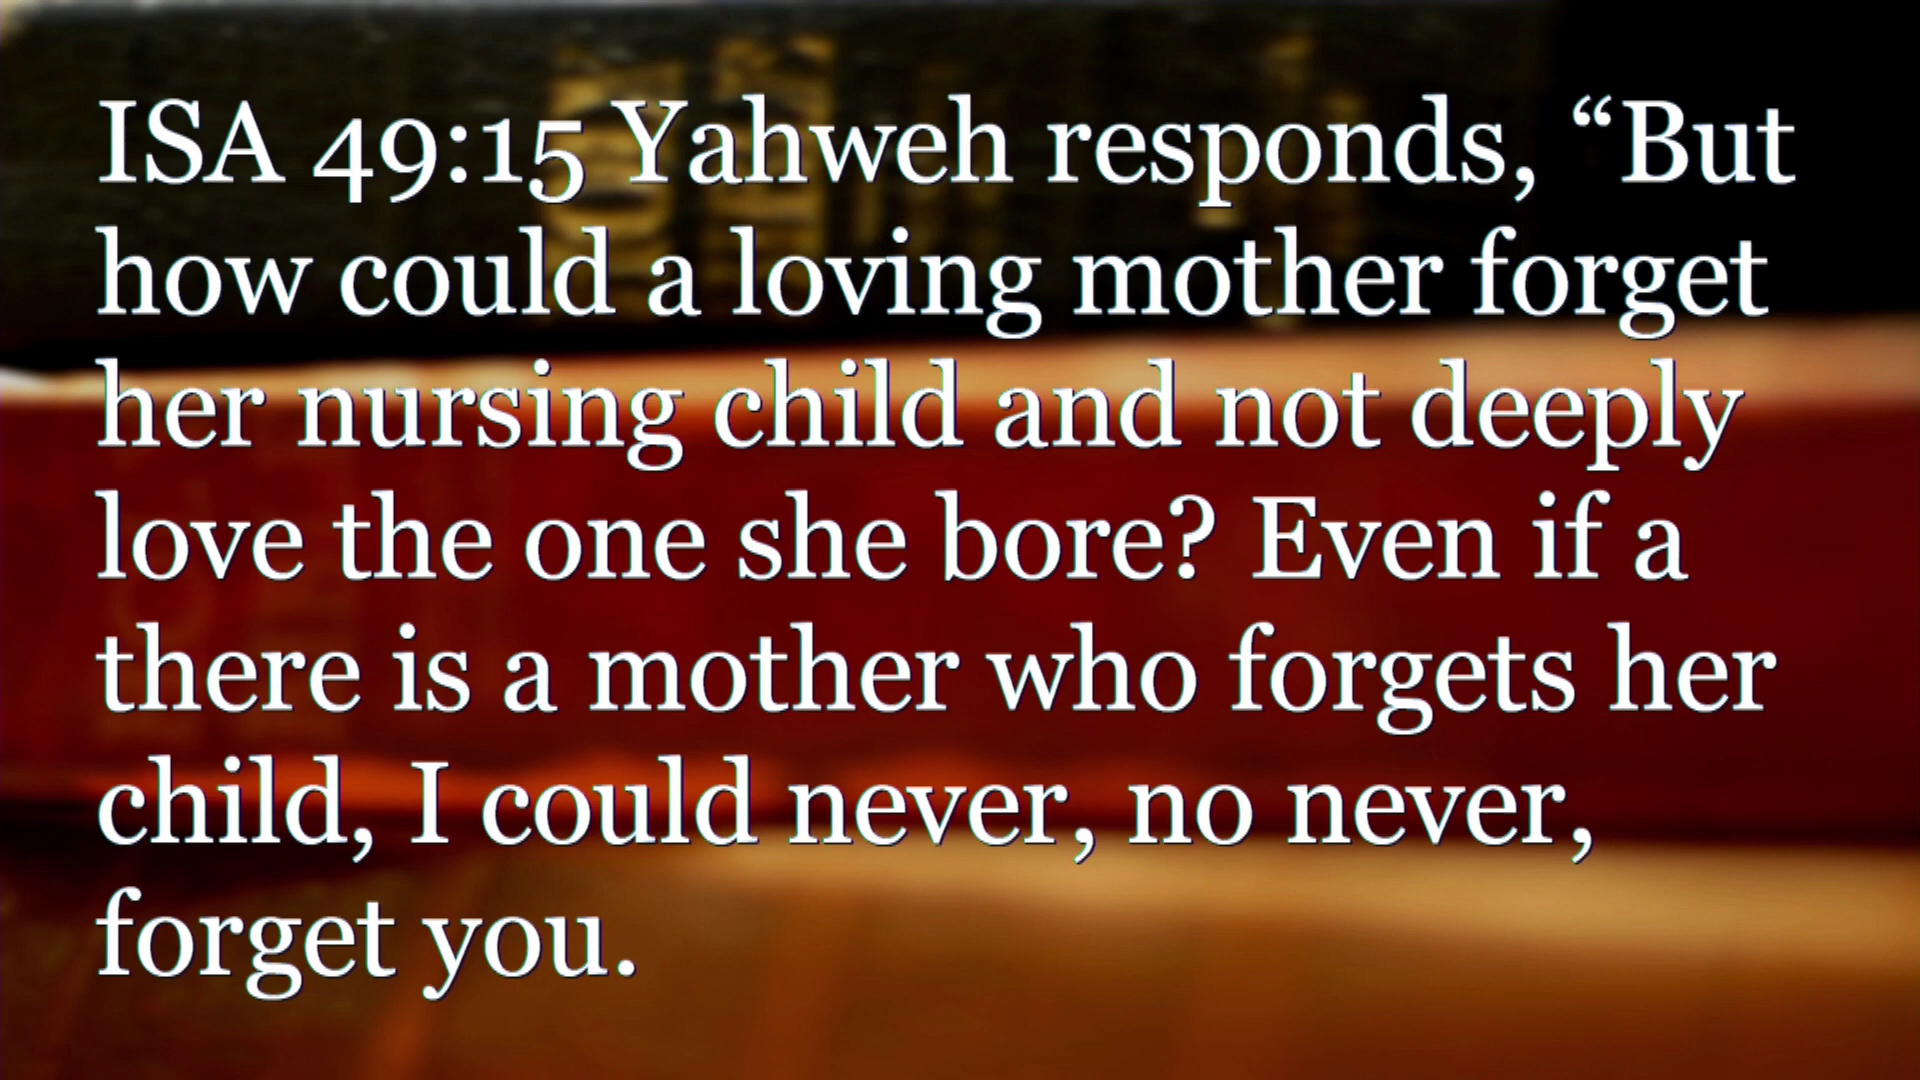 ISA 49:15 Yahweh responds, “But
how could a loving mother forget
her nursing child and not deeply
love the one she bore? Even if a
there is a mother who forgets her
child, I could never, no never,
forget you.